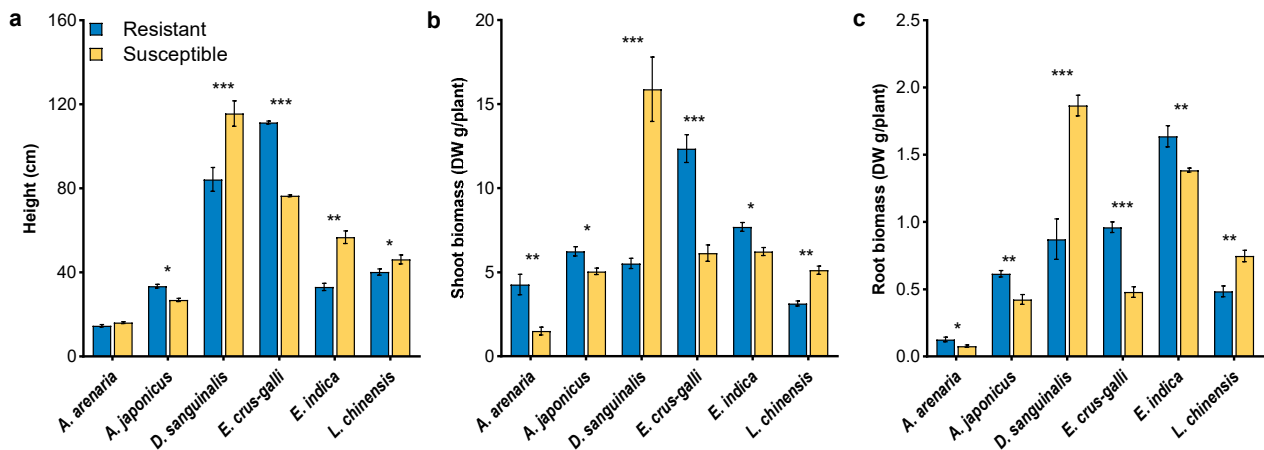 a
Resistant
Susceptible
Height (cm)
160
120
80
40
0
*
***
***
**
*
A. arenaria
A. japonicus
D. sanguinalis
E. crus-galli
E. indica
L. chinensis
b
Shoot biomass (DW g/plant)
20
15
10
5
0
**
*
***
***
*
**
A. arenaria
A. japonicus
D. sanguinalis
E. crus-galli
E. indica
L. chinensis
c
Root biomass (DW g/plant)
2.5
2.0
1.5
1.0
0.5
0.0
*
**
***
***
**
**
A. arenaria
A. japonicus
D. sanguinalis
E. crus-galli
E. indica
L. chinensis